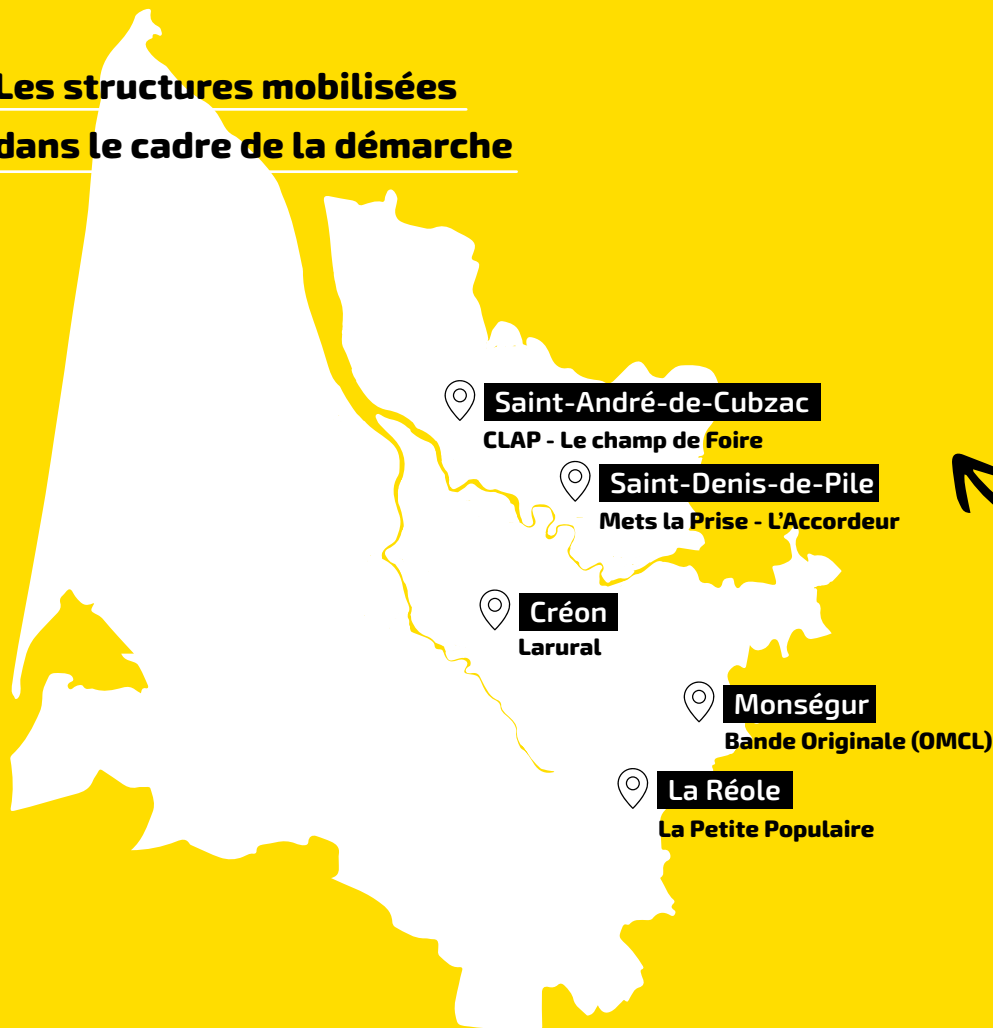 Les structures mobilisées
dans le cadre de la démarche
Saint-André-de-Cubzac
CLAP - Le champ de Foire
Saint-Denis-de-Pile
Mets la Prise - L'Accordeur
Créon
Larural
Monségur
Bande Originale (OMCL)
La Réole
La Petite Populaire